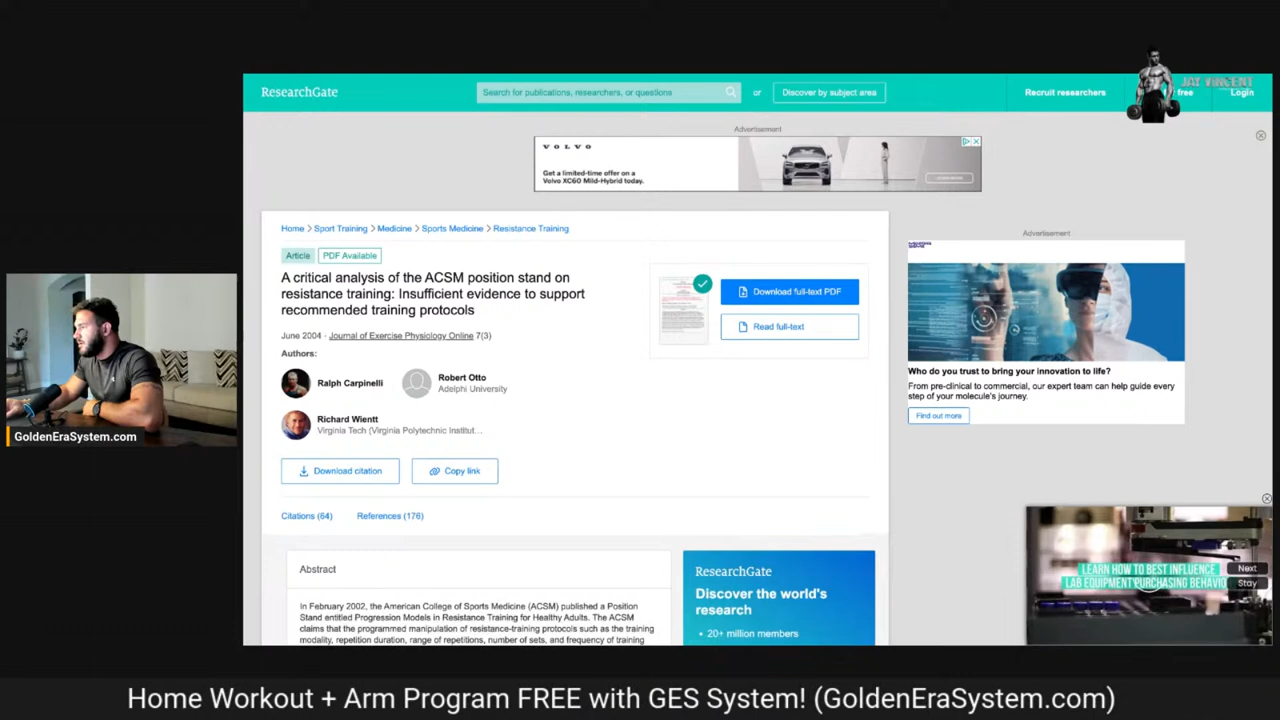 JAY VINCENT
ResearchGate
Search for publications, researchers, or questions
or
Discover by subject area
Recruit researchers
free
Login
Advertisement
VOLVO
Get a limited-time offer on a
Volvo XC60 Mild-Hybrid today.
Advertisement
Home > Sport Training > Medicine > Sports Medicine > Resistance Training
Article
PDF Available
A critical analysis of the ACSM position stand on
resistance training: Insufficient evidence to support
recommended training protocols
June 2004 · Journal of Exercise Physiology Online 7(3)
Authors:
Ralph Carpinelli
Robert Otto
Adelphi University
Richard Wientt
Virginia Tech (Virginia Polytechnic Institut…
Download full-text PDF
Read full-text
Download citation
Copy link
Citations (64)
References (176)
Who do you trust to bring your innovation to life?
From pre-clinical to commercial, our expert team can help guide every
step of your molecule's journey.
Find out more
GoldenEraSystem.com
Abstract
In February 2002, the American College of Sports Medicine (ACSM) published a Position
Stand entitled Progression Models in Resistance Training for Healthy Adults. The ACSM
claims that the programmed manipulation of resistance-training protocols such as the training
modality, repetition duration, range of repetitions, number of sets, and frequency of training
ResearchGate
Discover the world's
research
• 20+ million members
LEARN HOW TO BEST INFLUENCE
LAB EQUIPMENT PURCHASING BEHAVIO
Next
Stay
Home Workout + Arm Program FREE with GES System! (GoldenEraSystem.com)